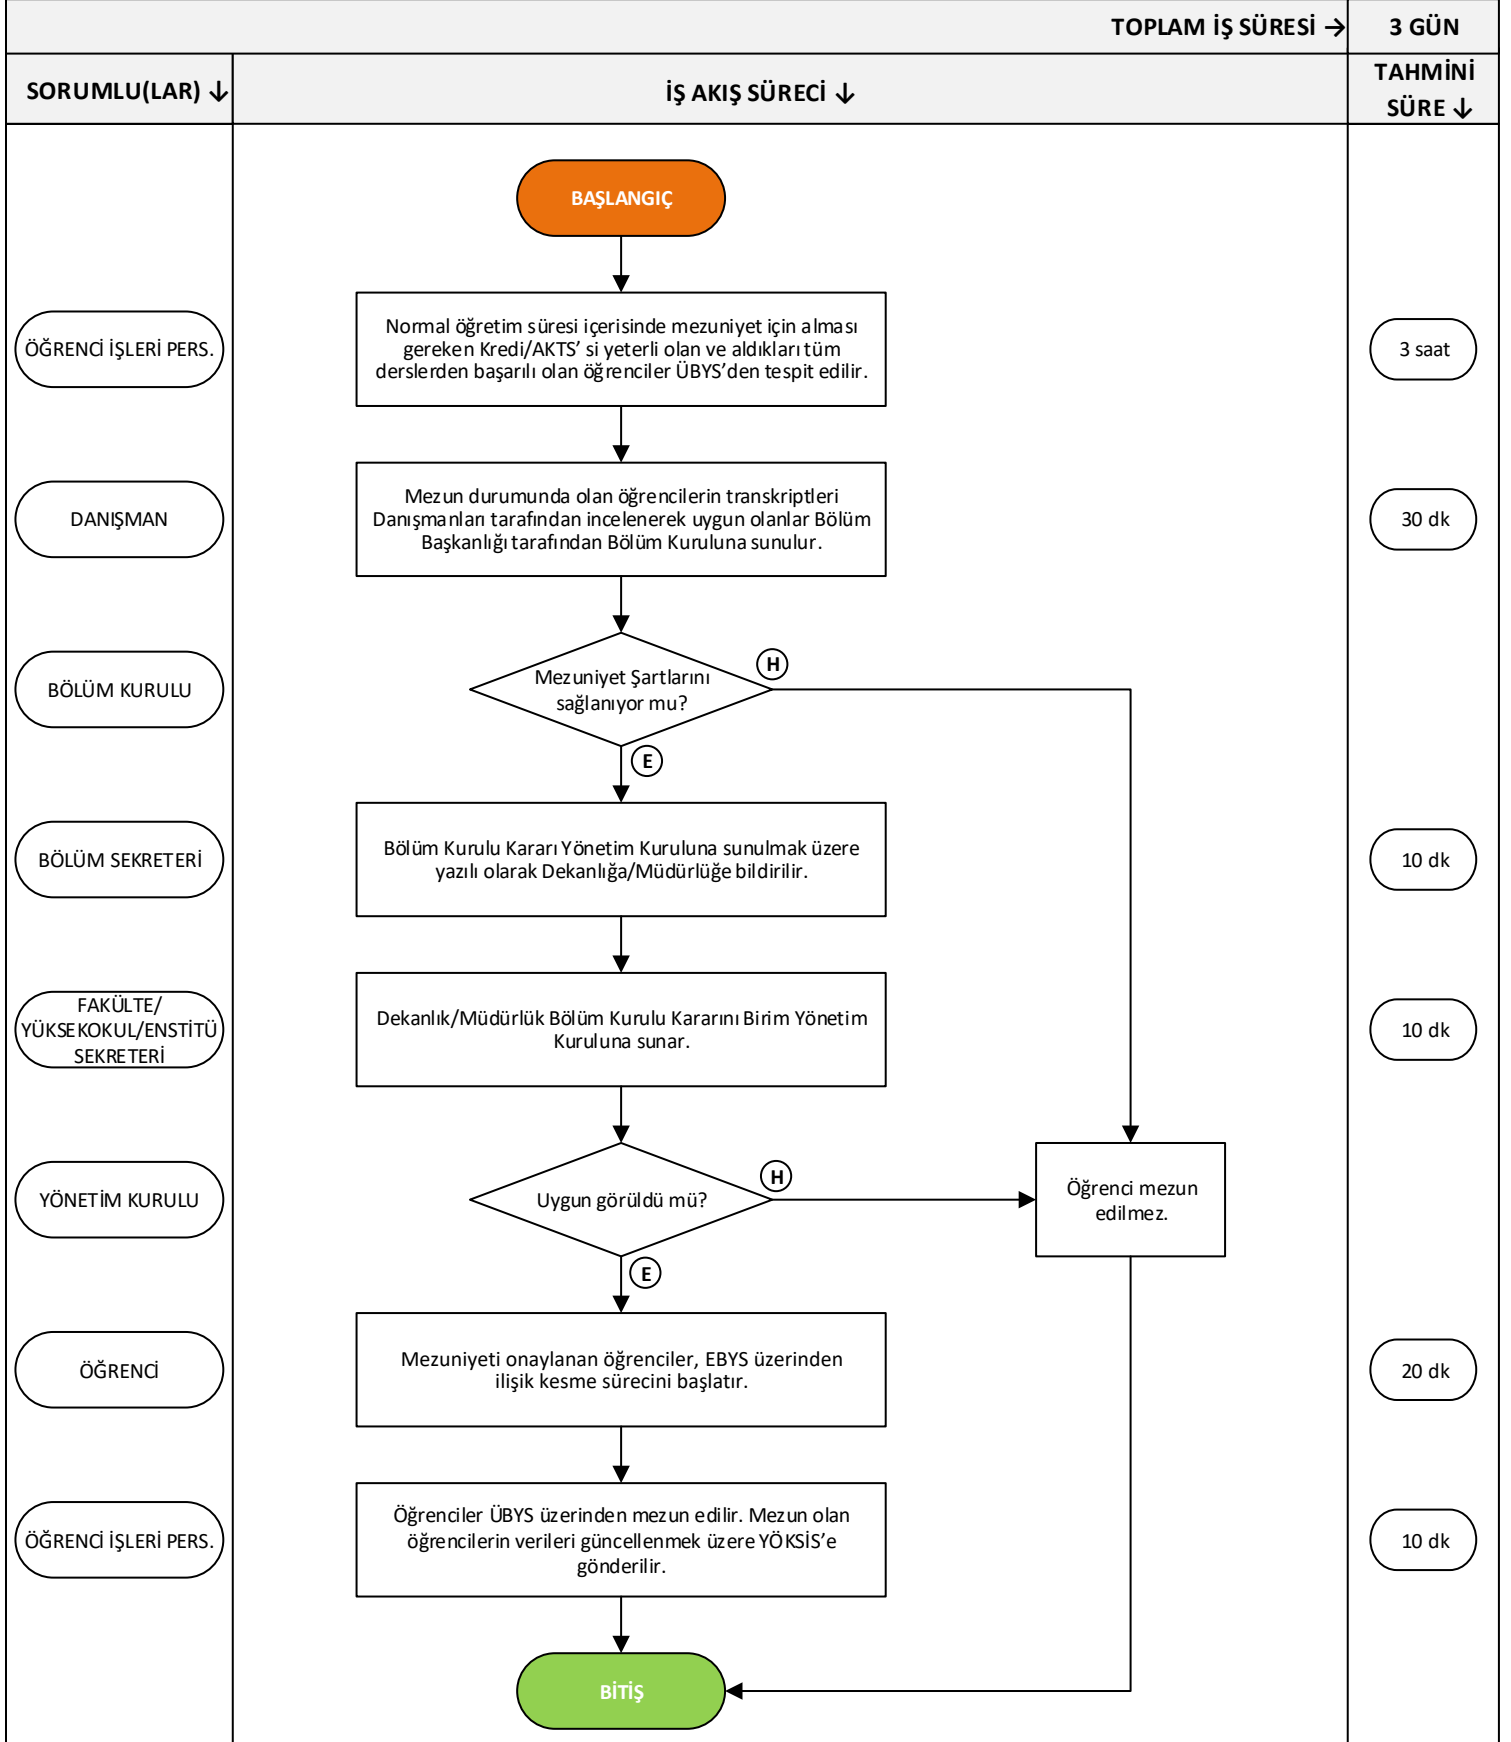 TOPLAM İŞ SÜRESİ → 3 GÜN
SORUMLU(LAR) ↓
İŞ AKIŞ SÜRECİ ↓
TAHMİNİ
SÜRE ↓
BAŞLANGIÇ
ÖĞRENCİ İŞLERİ PERS.
Normal öğretim süresi içerisinde mezuniyet için alması
gereken Kredi/AKTS’ si yeterli olan ve aldıkları tüm
derslerden başarılı olan öğrenciler ÜBYS’den tespit edilir.
3 saat
DANIŞMAN
Mezun durumunda olan öğrencilerin transkriptleri
Danışmanları tarafından incelenerek uygun olanlar Bölüm
Başkanlığı tarafından Bölüm Kuruluna sunulur.
30 dk
BÖLÜM KURULU
Mezuniyet Şartlarını
sağlanıyor mu?
H
E
BÖLÜM SEKRETERİ
Bölüm Kurulu Kararı Yönetim Kuruluna sunulmak üzere
yazılı olarak Dekanlığa/Müdürlüğe bildirilir.
10 dk
FAKÜLTE/
YÜKSEKOKUL/ENSTİTÜ
SEKRETERİ
Dekanlık/Müdürlük Bölüm Kurulu Kararını Birim Yönetim
Kuruluna sunar.
10 dk
YÖNETİM KURULU
Uygun görüldü mü?
H
Öğrenci mezun
edilmez.
E
ÖĞRENCİ
Mezuniyeti onaylanan öğrenciler, EBYS üzerinden
ilişik kesme sürecini başlatır.
20 dk
ÖĞRENCİ İŞLERİ PERS.
Öğrenciler ÜBYS üzerinden mezun edilir. Mezun olan
öğrencilerin verileri güncellenmek üzere YÖKSİS’e
gönderilir.
10 dk
BİTİŞ